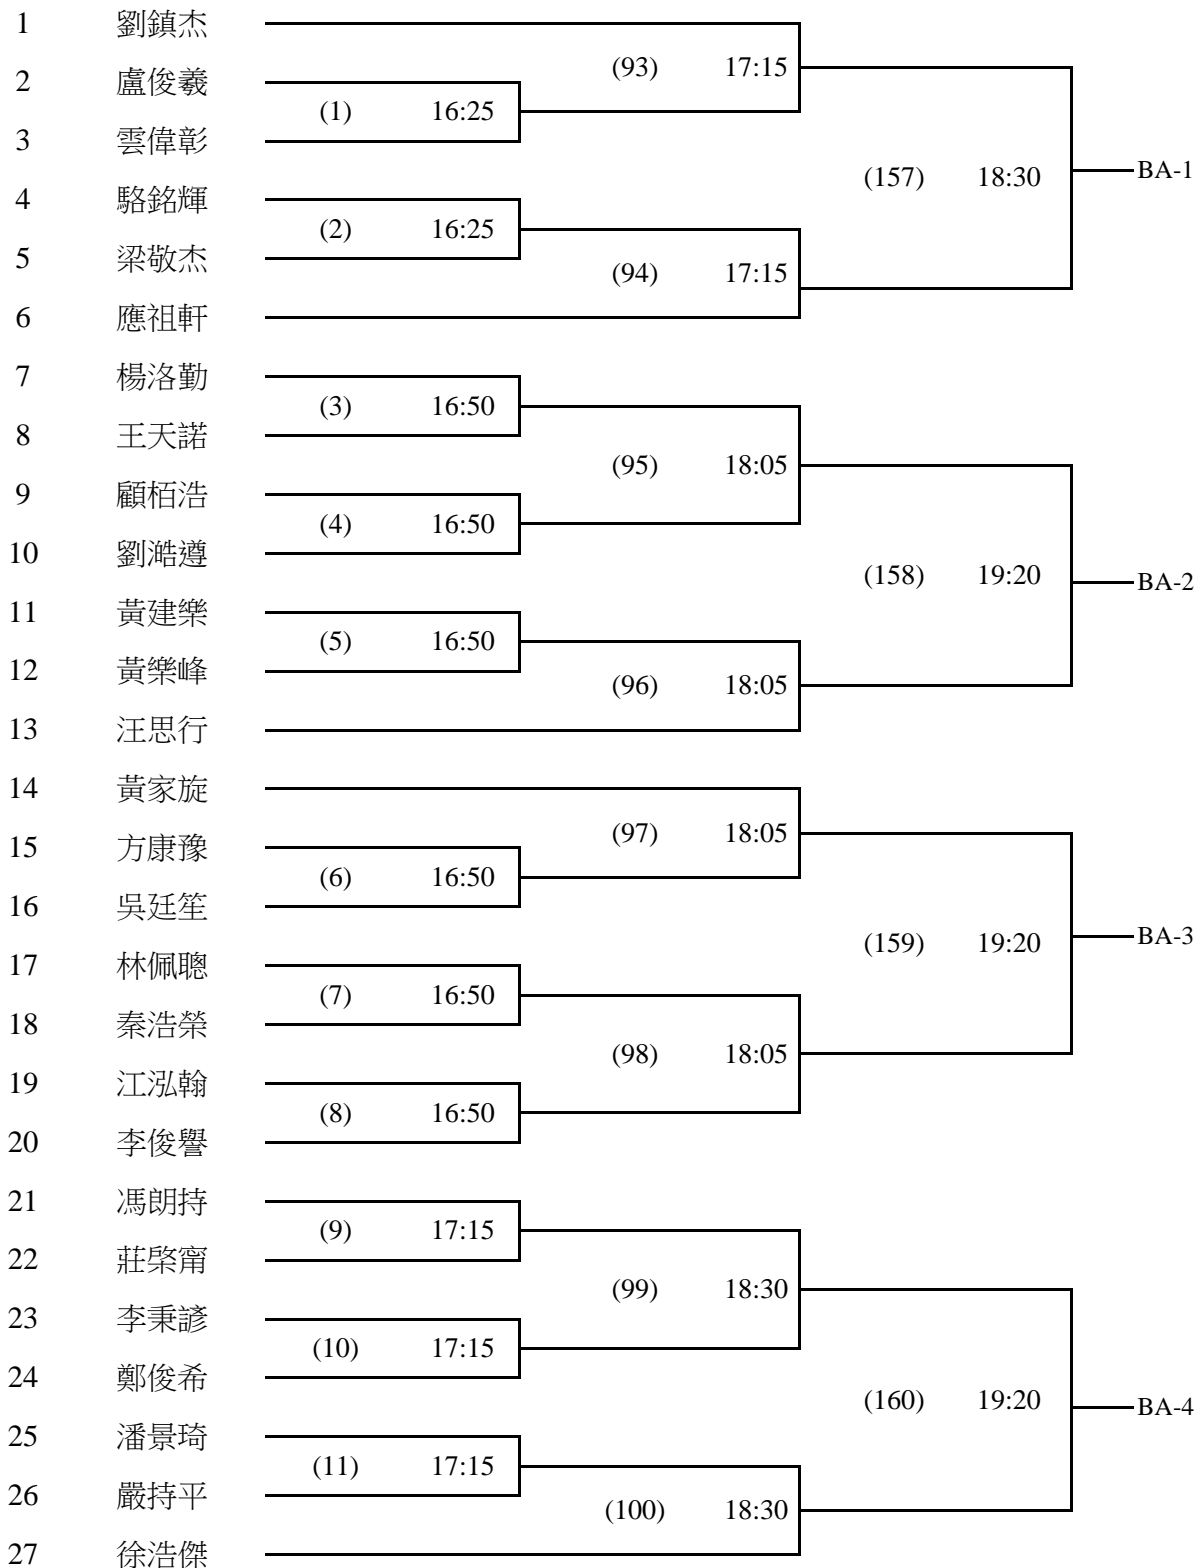 1 劉鎮杰
(93) 17:15
2 盧俊羲
(1) 16:25
3 雲偉彰
(157) 18:30 BA-1
4 駱銘輝
(2) 16:25
5 梁敬杰
(94) 17:15
6 應祖軒
7 楊洛勤
(3) 16:50
8 王天諾
(95) 18:05
9 顧栢浩
(4) 16:50
10 劉澔遵
(158) 19:20 BA-2
11 黃建樂
(5) 16:50
12 黃樂峰
(96) 18:05
13 汪思行
14 黃家旋
(97) 18:05
15 方康豫
(6) 16:50
16 吳廷笙
(159) 19:20 BA-3
17 林佩聰
(7) 16:50
18 秦浩榮
(98) 18:05
19 江泓翰
(8) 16:50
20 李俊譽
21 馮朗持
(9) 17:15
22 莊棨甯
(99) 18:30
23 李秉諺
(10) 17:15
24 鄭俊希
(160) 19:20 BA-4
25 潘景琦
(11) 17:15
26 嚴持平
(100) 18:30
27 徐浩傑